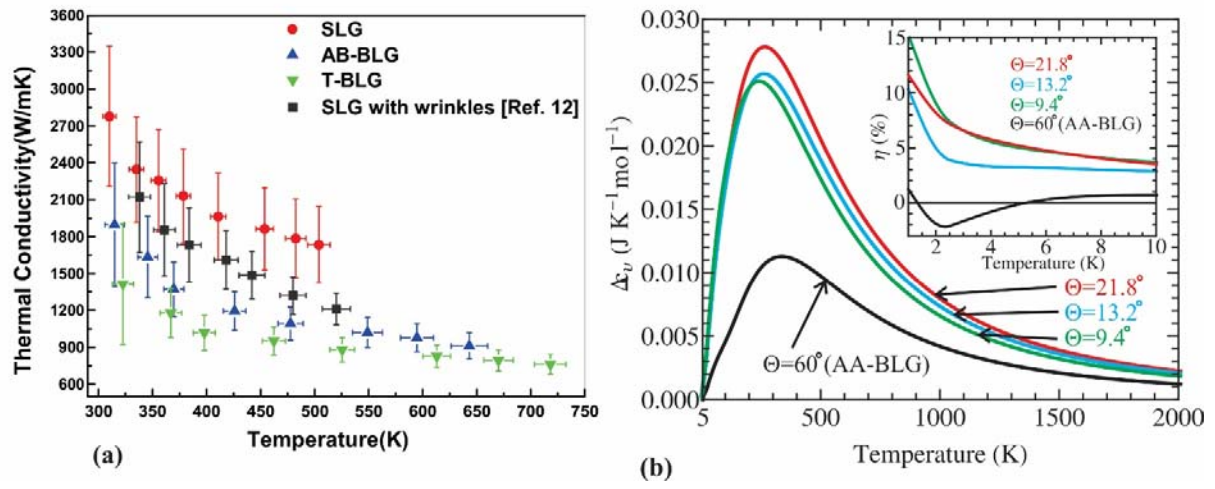 3600
3300
3000
2700
2400
2100
1800
1500
1200
900
600
Thermal Conductivity(W/mK)
SLG
AB-BLG
T-BLG
SLG with wrinkles [Ref. 12]
300 350 400 450 500 550 600 650 700 750
Temperature(K)
(a)
0.030
0.025
0.020
0.015
0.010
0.005
0.000
Δcᵥ (J K⁻¹mol⁻¹)
15
10
5
0
η (%)
Θ=21.8°
Θ=13.2°
Θ=9.4°
Θ=60°(AA-BLG)
2 4 6 8 10
Temperature (K)
Θ=21.8°
Θ=13.2°
Θ=9.4°
Θ=60°(AA-BLG)
5 500 1000 1500 2000
Temperature (K)
(b)